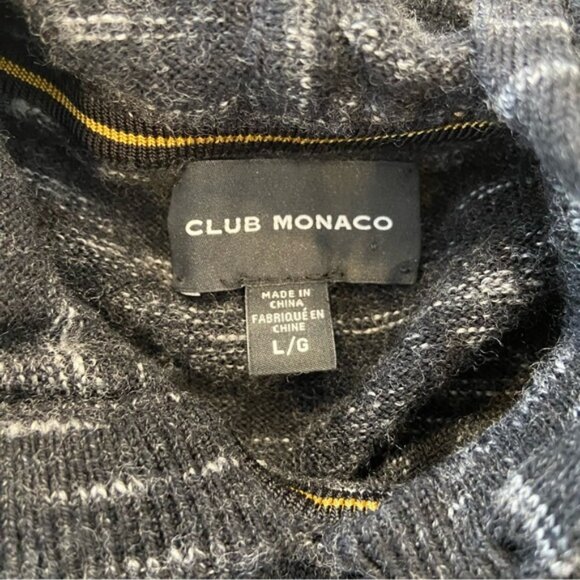 CLUB MONACO
MADE IN
CHINA
FABRIQUÉ EN
CHINE
L/G